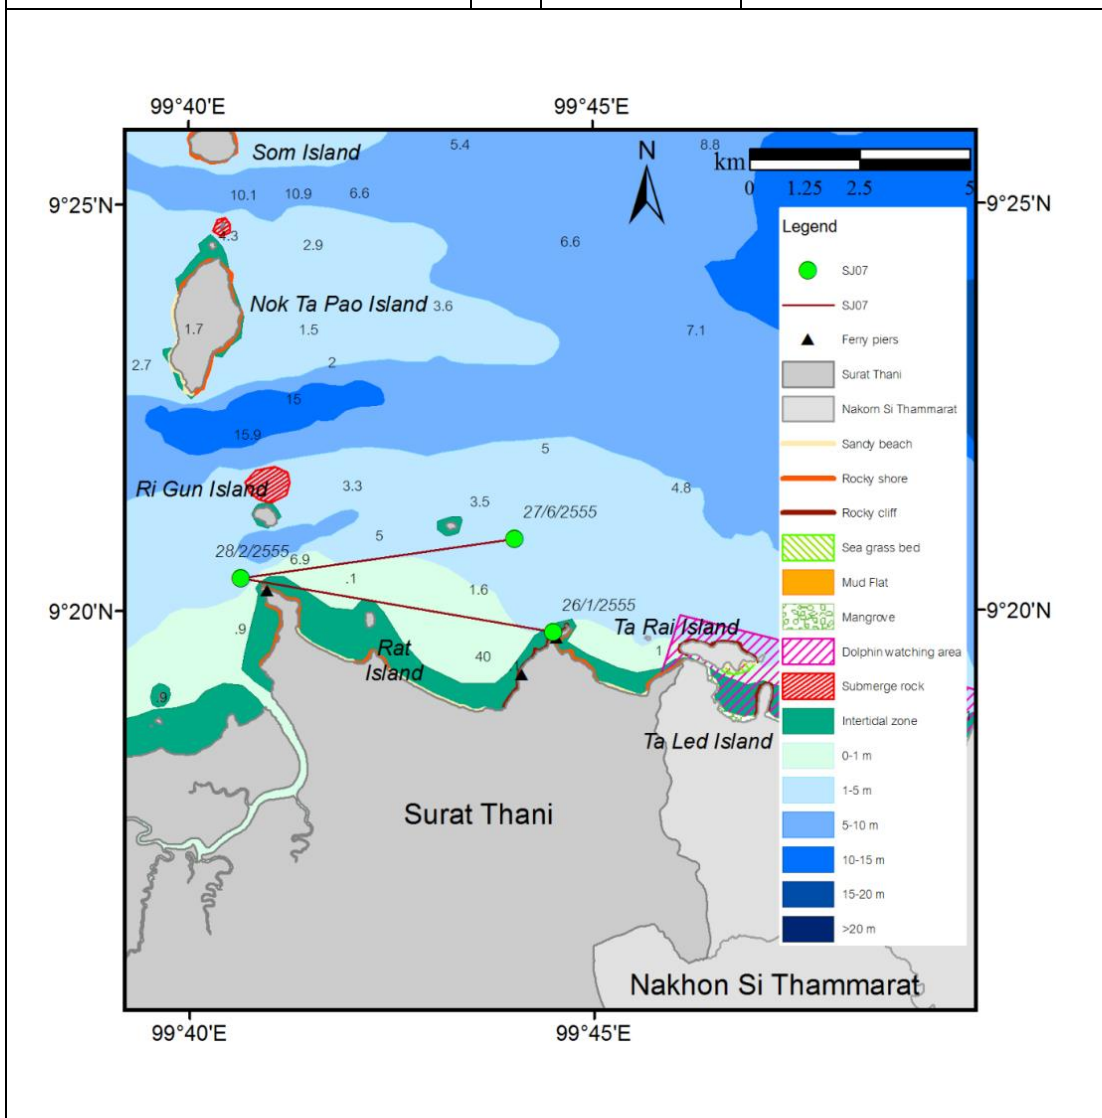 99°40'E
99°45'E
Som Island
5.4
8.8
N
km
0 1.25 2.5 5
9°25'N
9°25'N
10.1
10.9
6.6
4.3
2.9
6.6
Nok Ta Pao Island
3.6
1.7
1.5
7.1
2.7
2
15
15.9
5
Ri Gun Island
3.3
3.5
4.8
27/6/2555
5
28/2/2555
6.9
.1
1.6
26/1/2555
9°20'N
9°20'N
.9
Ta Rai Island
Rat
Island
40
1
.9
Ta Led Island
Surat Thani
Nakhon Si Thammarat
Legend
SJ07
SJ07
Ferry piers
Surat Thani
Nakorn Si Thammarat
Sandy beach
Rocky shore
Rocky cliff
Sea grass bed
Mud Flat
Mangrove
Dolphin watching area
Submerge rock
Intertidal zone
0-1 m
1-5 m
5-10 m
10-15 m
15-20 m
>20 m
99°40'E
99°45'E